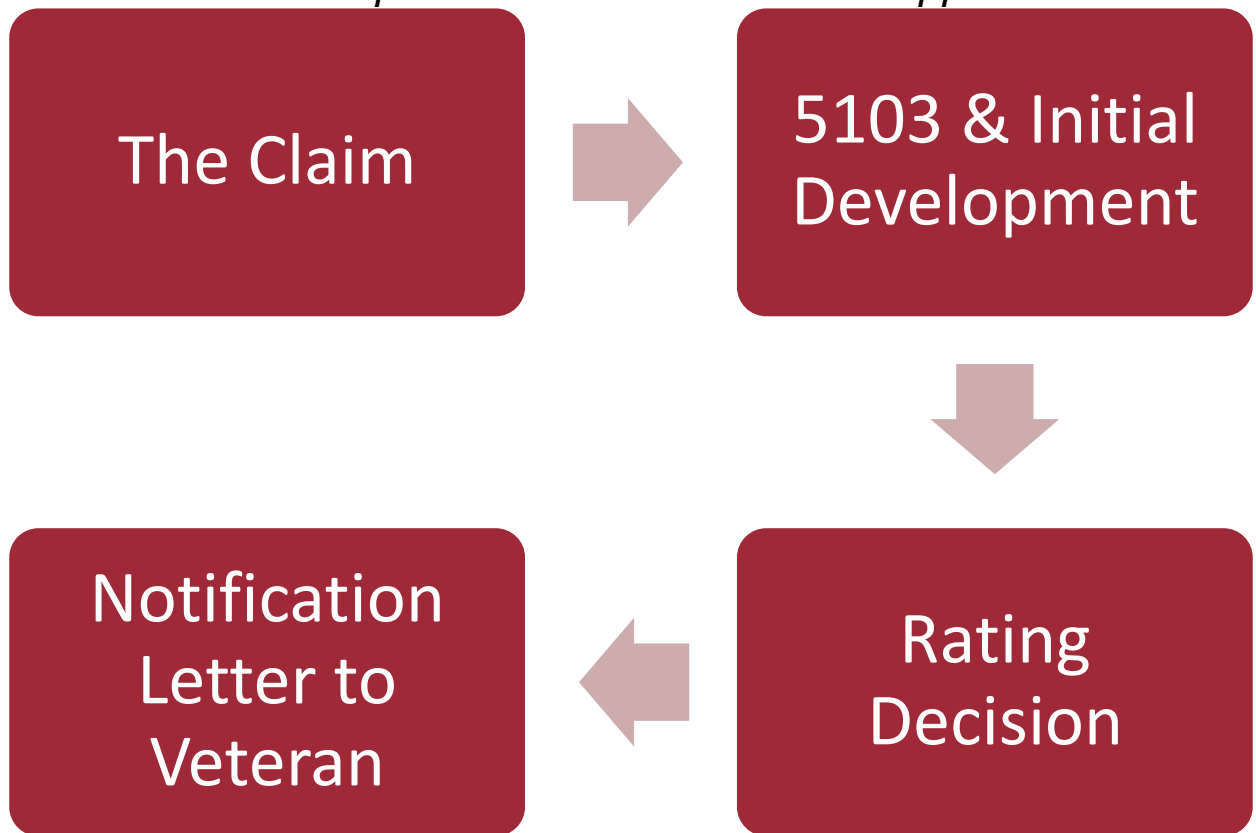 The Claim
5103 & Initial
Development
Rating
Decision
Notification
Letter to
Veteran